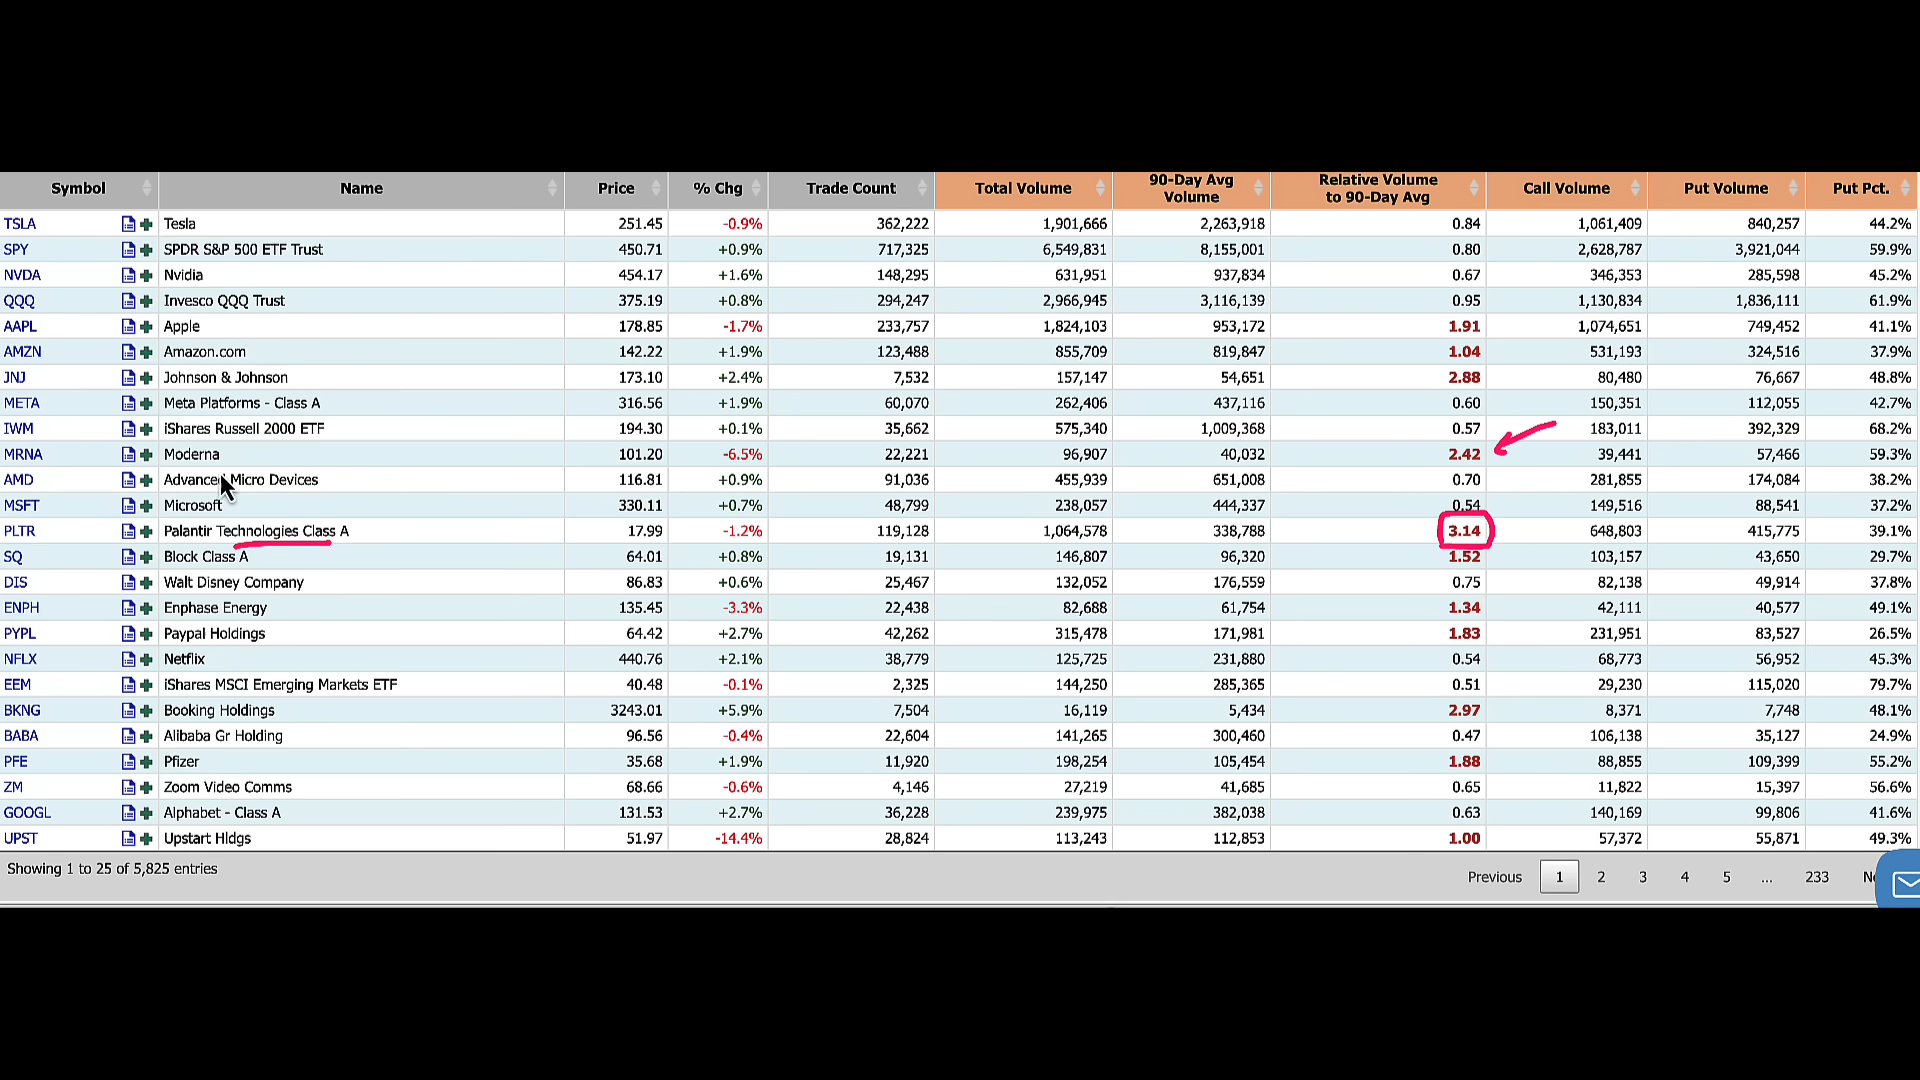 Symbol Name Price % Chg Trade Count Total Volume 90-Day Avg Volume Relative Volume to 90-Day Avg Call Volume Put Volume Put Pct.
TSLA Tesla 251.45 -0.9% 362,222 1,901,666 2,263,918 0.84 1,061,409 840,257 44.2%
SPY SPDR S&P 500 ETF Trust 450.71 +0.9% 717,325 6,549,831 8,155,001 0.80 2,628,787 3,921,044 59.9%
NVDA Nvidia 454.17 +1.6% 148,295 631,951 937,834 0.67 346,353 285,598 45.2%
QQQ Invesco QQQ Trust 375.19 +0.8% 294,247 2,966,945 3,116,139 0.95 1,130,834 1,836,111 61.9%
AAPL Apple 178.85 -1.7% 233,757 1,824,103 953,172 1.91 1,074,651 749,452 41.1%
AMZN Amazon.com 142.22 +1.9% 123,488 855,709 819,847 1.04 531,193 324,516 37.9%
JNJ Johnson & Johnson 173.10 +2.4% 7,532 157,147 54,651 2.88 80,480 76,667 48.8%
META Meta Platforms - Class A 316.56 +1.9% 60,070 262,406 437,116 0.60 150,351 112,055 42.7%
IWM iShares Russell 2000 ETF 194.30 +0.1% 35,662 575,340 1,009,368 0.57 183,011 392,329 68.2%
MRNA Moderna 101.20 -6.5% 22,221 96,907 40,032 2.42 39,441 57,466 59.3%
AMD Advanced Micro Devices 116.81 +0.9% 91,036 455,939 651,008 0.70 281,855 174,084 38.2%
MSFT Microsoft 330.11 +0.7% 48,799 238,057 444,337 0.54 149,516 88,541 37.2%
PLTR Palantir Technologies Class A 17.99 -1.2% 119,128 1,064,578 338,788 3.14 648,803 415,775 39.1%
SQ Block Class A 64.01 +0.8% 19,131 146,807 96,320 1.52 103,157 43,650 29.7%
DIS Walt Disney Company 86.83 +0.6% 25,467 132,052 176,559 0.75 82,138 49,914 37.8%
ENPH Enphase Energy 135.45 -3.3% 22,438 82,688 61,754 1.34 42,111 40,577 49.1%
PYPL Paypal Holdings 64.42 +2.7% 42,262 315,478 171,981 1.83 231,951 83,527 26.5%
NFLX Netflix 440.76 +2.1% 38,779 125,725 231,880 0.54 68,773 56,952 45.3%
EEM iShares MSCI Emerging Markets ETF 40.48 -0.1% 2,325 144,250 285,365 0.51 29,230 115,020 79.7%
BKNG Booking Holdings 3243.01 +5.9% 7,504 16,119 5,434 2.97 8,371 7,748 48.1%
BABA Alibaba Gr Holding 96.56 -0.4% 22,604 141,265 300,460 0.47 106,138 35,127 24.9%
PFE Pfizer 35.68 +1.9% 11,920 198,254 105,454 1.88 88,855 109,399 55.2%
ZM Zoom Video Comms 68.66 -0.6% 4,146 27,219 41,685 0.65 11,822 15,397 56.6%
GOOGL Alphabet - Class A 131.53 +2.7% 36,228 239,975 382,038 0.63 140,169 99,806 41.6%
UPST Upstart Hldgs 51.97 -14.4% 28,824 113,243 112,853 1.00 57,372 55,871 49.3%
Showing 1 to 25 of 5,825 entries
Previous 1 2 3 4 5 ... 233